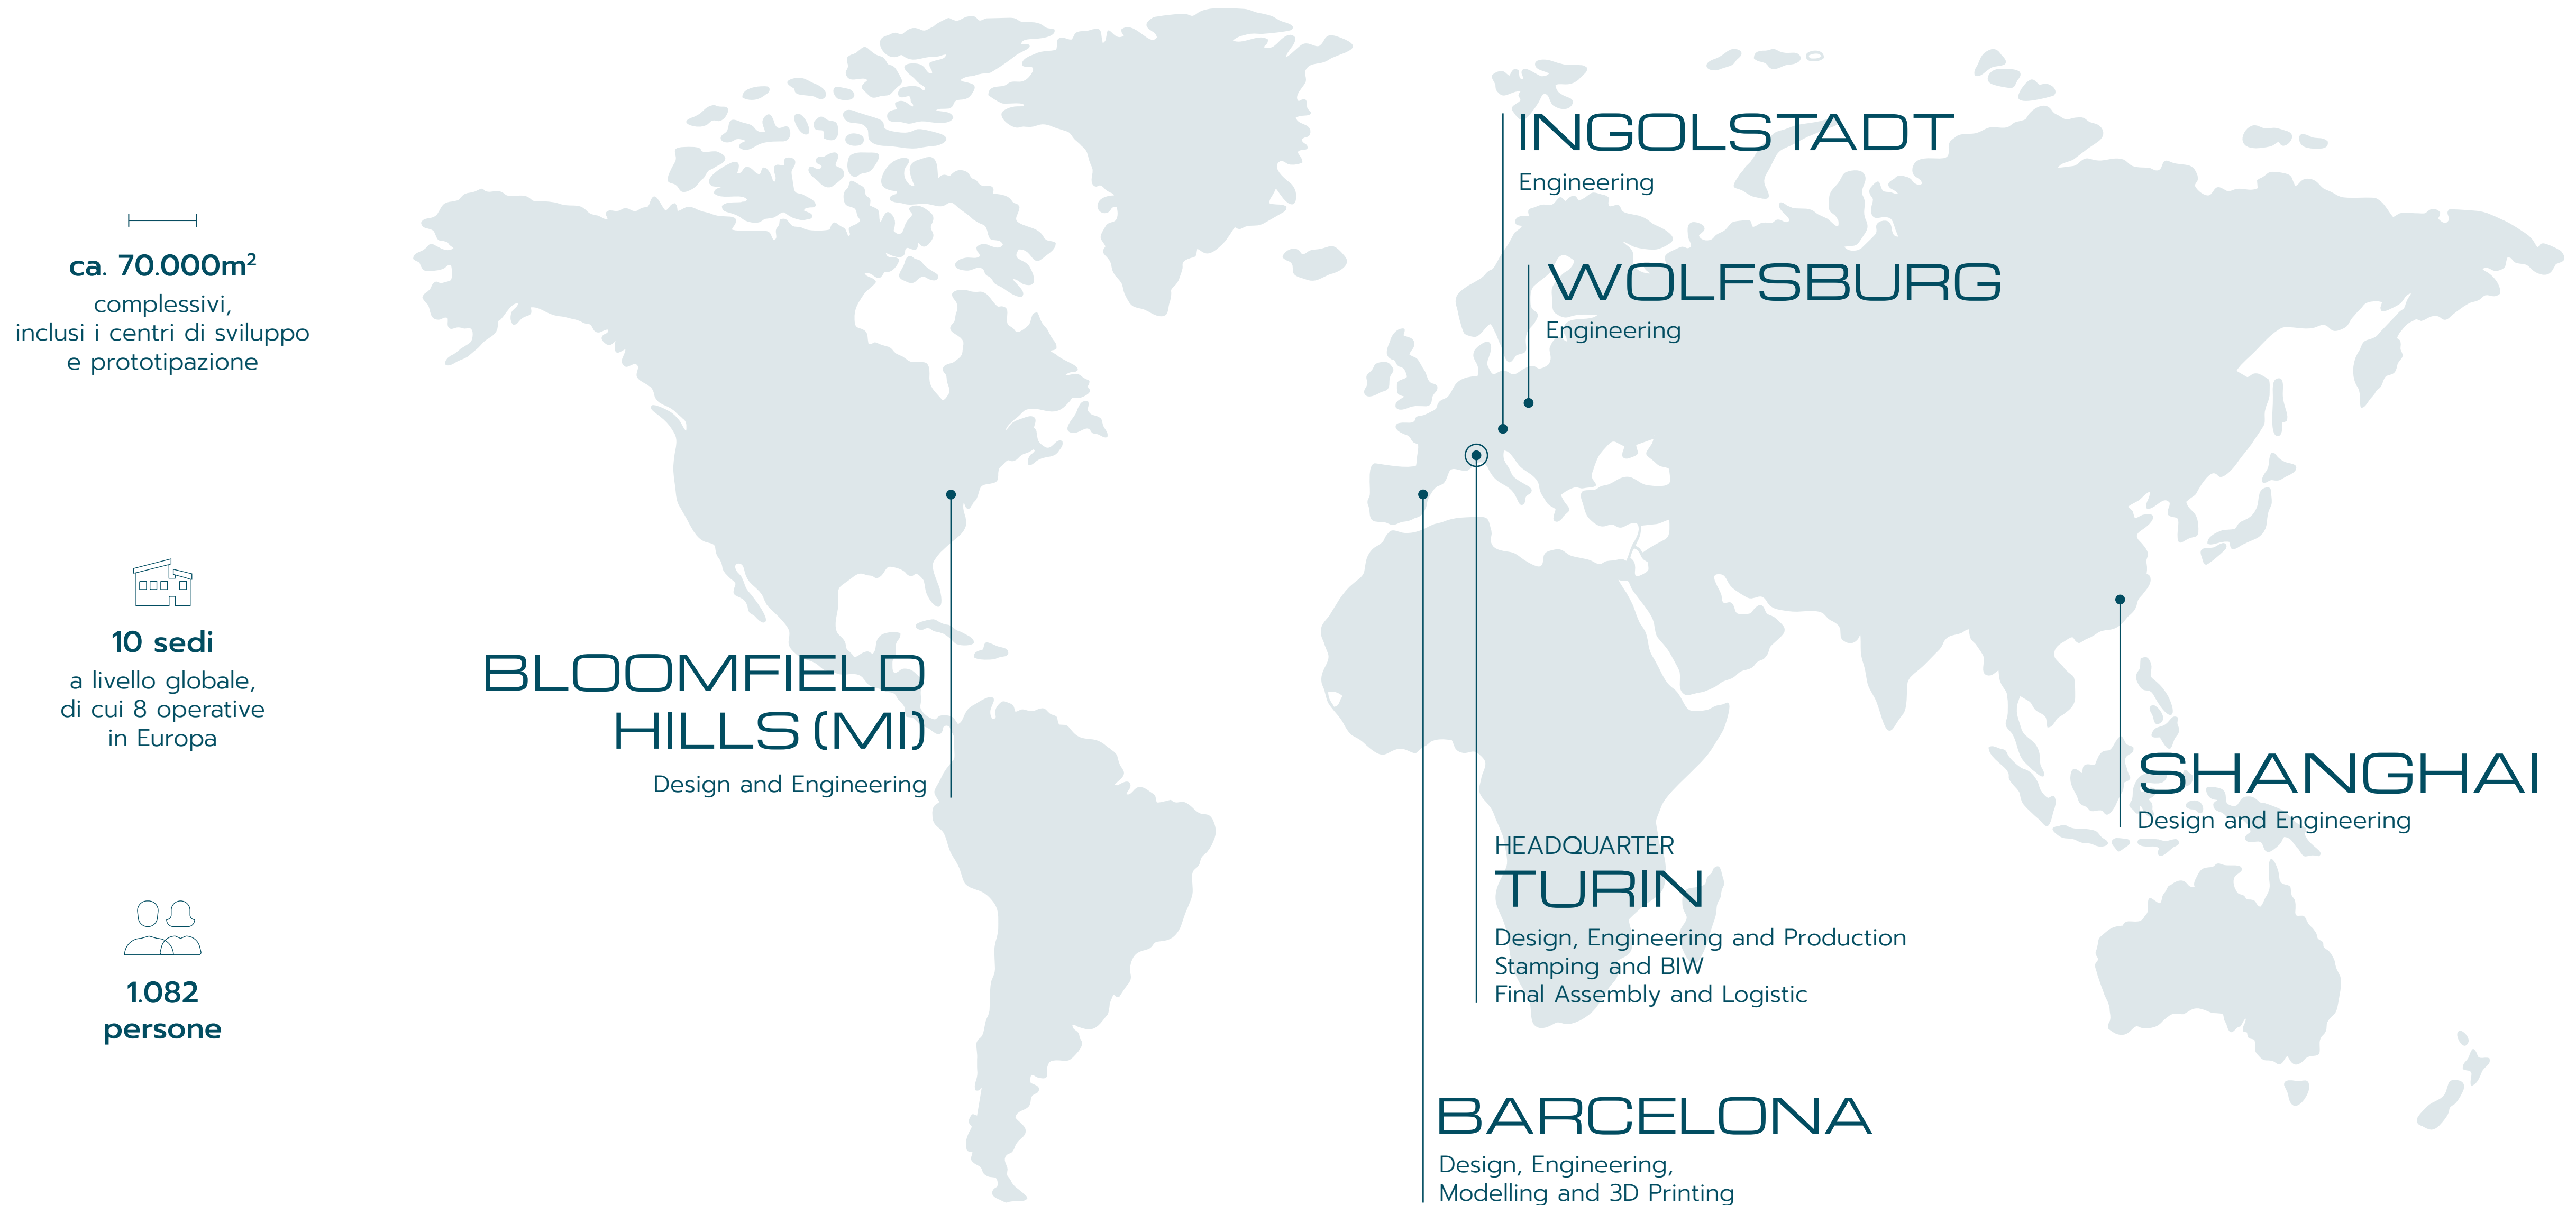 ca. 70.000m²
complessivi,
inclusi i centri di sviluppo
e prototipazione
10 sedi
a livello globale,
di cui 8 operative
in Europa
1.082
persone
INGOLSTADT
Engineering
WOLFSBURG
Engineering
BLOOMFIELD
HILLS (MI)
Design and Engineering
SHANGHAI
Design and Engineering
HEADQUARTER
TURIN
Design, Engineering and Production
Stamping and BIW
Final Assembly and Logistic
BARCELONA
Design, Engineering,
Modelling and 3D Printing